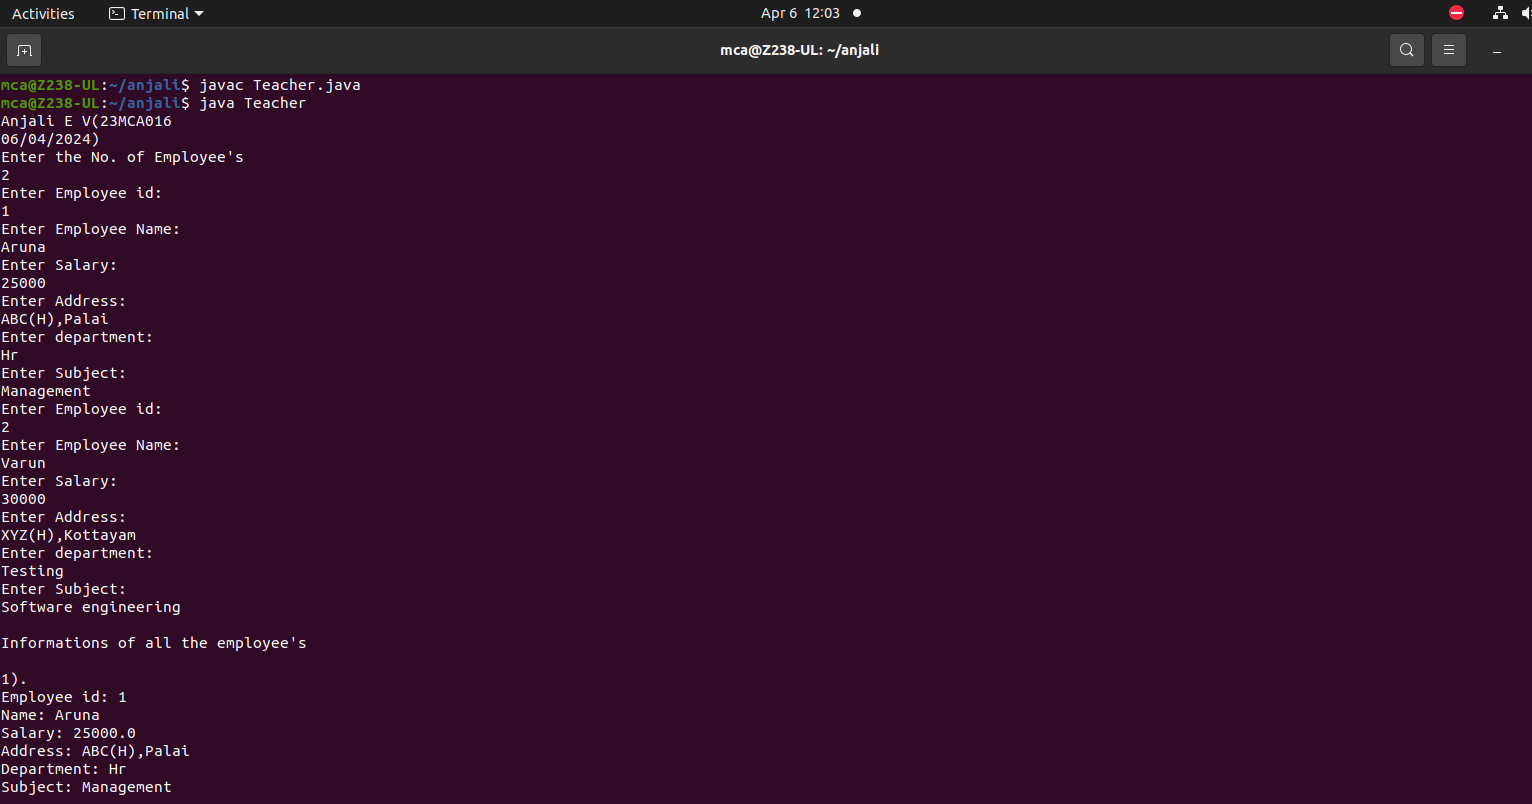 Activities
Terminal
Apr 6 12:03
mca@Z238-UL: ~/anjali
mca@Z238-UL:~/anjali$ javac Teacher.java
mca@Z238-UL:~/anjali$ java Teacher
Anjali E V(23MCA016
06/04/2024)
Enter the No. of Employee's
2
Enter Employee id:
1
Enter Employee Name:
Aruna
Enter Salary:
25000
Enter Address:
ABC(H),Palai
Enter department:
Hr
Enter Subject:
Management
Enter Employee id:
2
Enter Employee Name:
Varun
Enter Salary:
30000
Enter Address:
XYZ(H),Kottayam
Enter department:
Testing
Enter Subject:
Software engineering
Informations of all the employee's
1).
Employee id: 1
Name: Aruna
Salary: 25000.0
Address: ABC(H),Palai
Department: Hr
Subject: Management